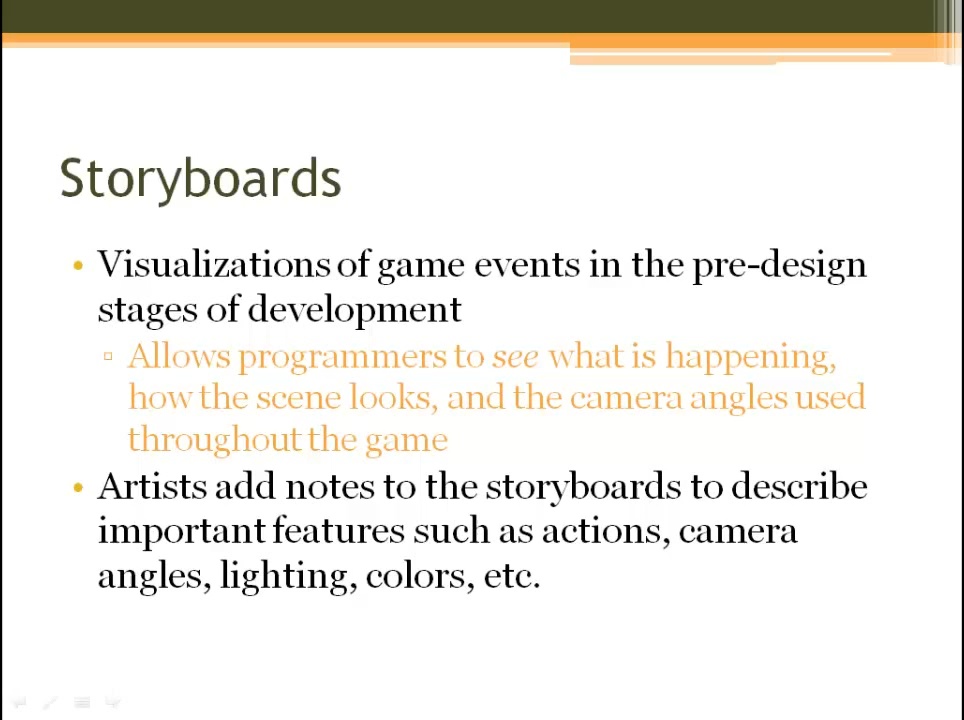 Storyboards
• Visualizations of game events in the pre-design
stages of development
▫ Allows programmers to see what is happening,
how the scene looks, and the camera angles used
throughout the game
• Artists add notes to the storyboards to describe
important features such as actions, camera
angles, lighting, colors, etc.